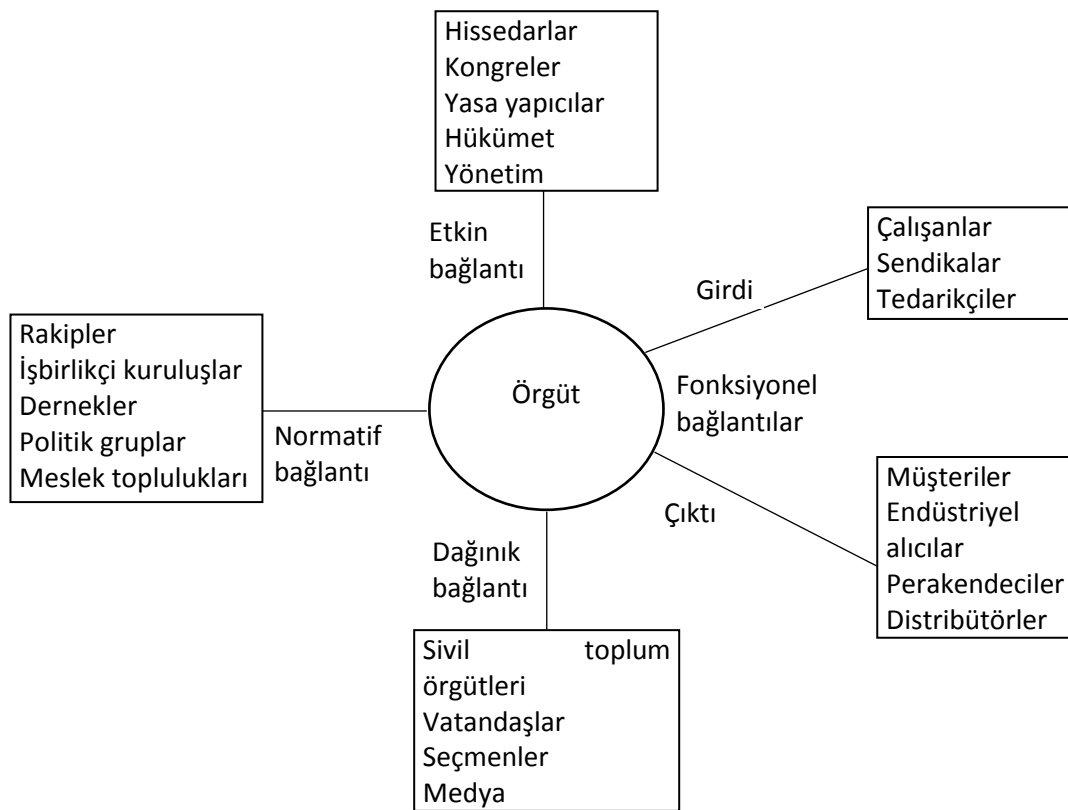 Hissedarlar
Kongreler
Yasa yapıcılar
Hükümet
Yönetim
Etkin
bağlantı
Çalışanlar
Sendikalar
Tedarikçiler
Girdi
Rakipler
İşbirlikçi kuruluşlar
Dernekler
Politik gruplar
Meslek toplulukları
Normatif
bağlantı
Örgüt
Fonksiyonel
bağlantılar
Çıktı
Müşteriler
Endüstriyel
alıcılar
Perakendeciler
Distribütörler
Dağınık
bağlantı
Sivil toplum
örgütleri
Vatandaşlar
Seçmenler
Medya